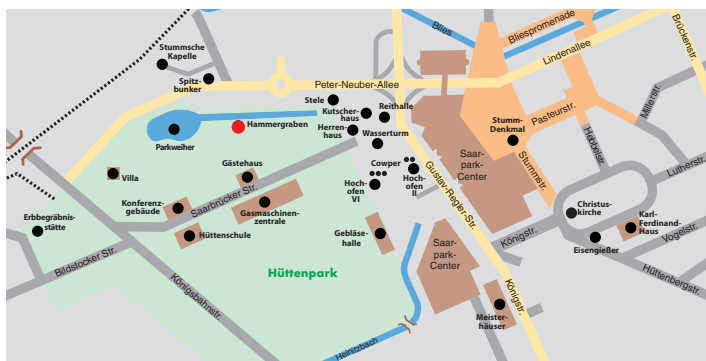 Blies
Bliespromenade
Lindenallee
Brückenstr.
Stummsche
Kapelle
Spitz-
bunker
Peter-Neuber-Allee
Stele
Kutscher-
haus
Reithalle
Hammergraben
Herren-
haus
Wasserturm
Parkweiher
Stumm-
Denkmal
Pasteurstr.
Hebbelstr.
Millerstr.
Lutherstr.
Gästehaus
Villa
Cowper
Hoch-
ofen
VI
Hoch-
ofen
II
Saar-
park-
Center
Stummstr.
Gustav-Regler-Str.
Saarbrücker Str.
Konferenz-
gebäude
Gasmaschinen-
zentrale
Christus-
kirche
Karl-
Ferdinand-
Haus
Erbbegräbnis-
stätte
Hüttenschule
Gebläse-
halle
Saar-
park-
Center
Königstr.
Eisengießer
Vogelstr.
Hüttenbergstr.
Bildstocker Str.
Königsbahnstr.
Hüttenpark
Königstr.
Meister-
häuser
Heinitzbach